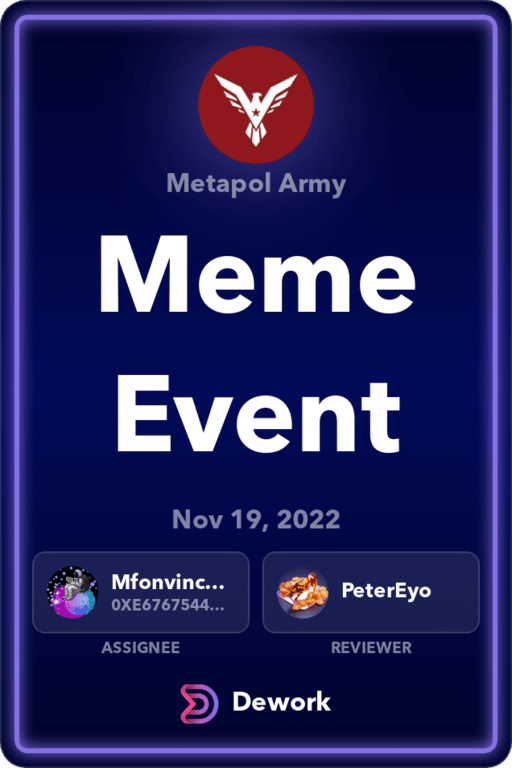 Metapol Army
Meme
Event
Nov 19, 2022
Mfonvinc...
0XE6767544...
ASSIGNEE
PeterEyo
REVIEWER
Dework